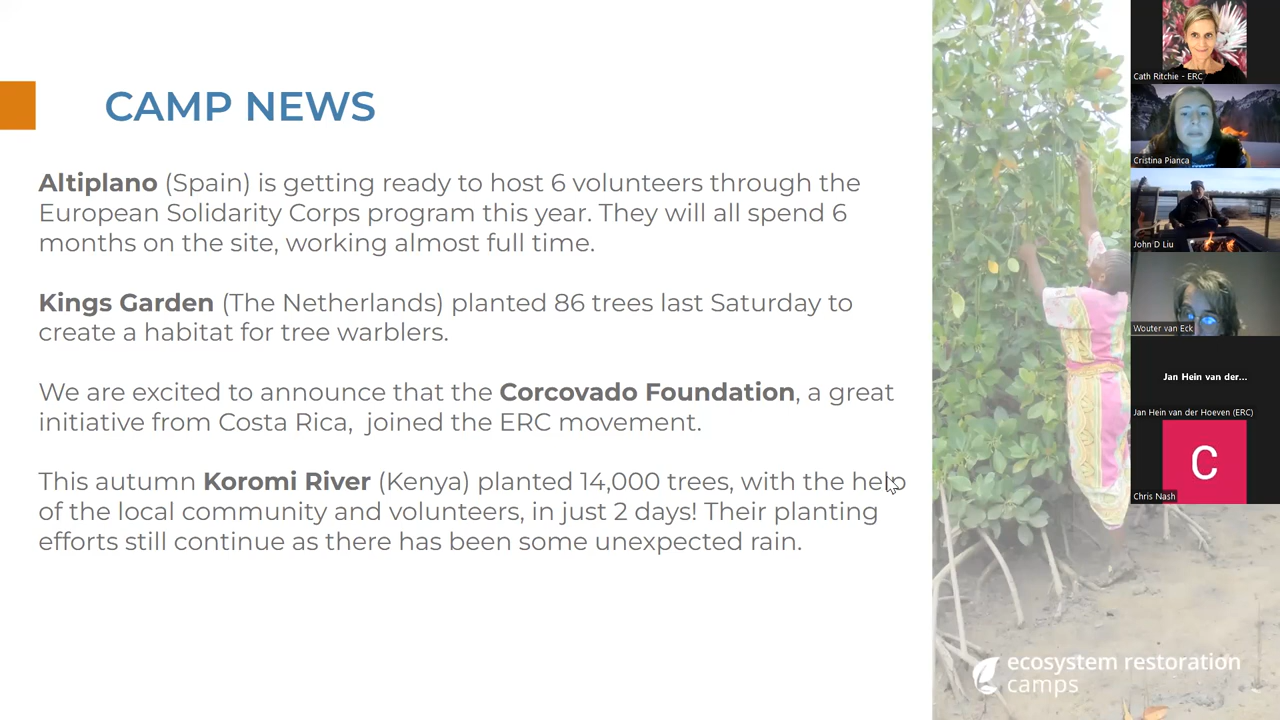 CAMP NEWS
Altiplano (Spain) is getting ready to host 6 volunteers through the
European Solidarity Corps program this year. They will all spend 6
months on the site, working almost full time.
Kings Garden (The Netherlands) planted 86 trees last Saturday to
create a habitat for tree warblers.
We are excited to announce that the Corcovado Foundation, a great
initiative from Costa Rica,  joined the ERC movement.
This autumn Koromi River (Kenya) planted 14,000 trees, with the help
of the local community and volunteers, in just 2 days! Their planting
efforts still continue as there has been some unexpected rain.
ecosystem restoration
camps
Cath Ritchie - ERC
Cristina Pianca
John D Liu
Wouter van Eck
Jan Hein van der...
Jan Hein van der Hoeven (ERC)
C
Chris Nash